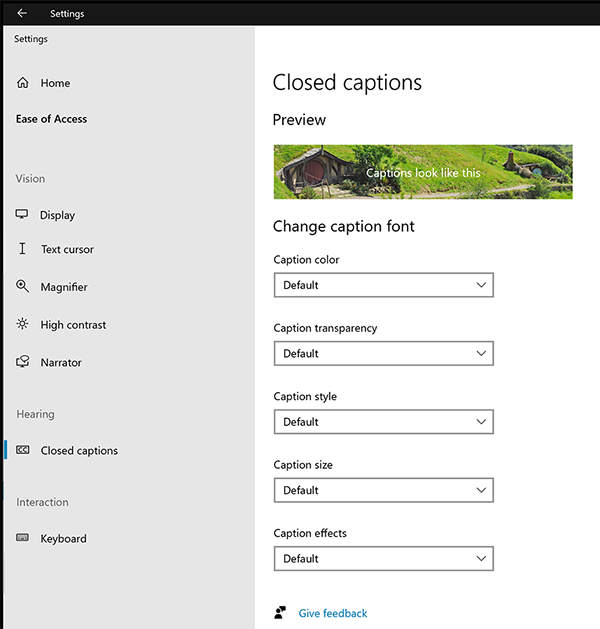 Settings
Settings
Home
Ease of Access
Vision
Display
Text cursor
Magnifier
High contrast
Narrator
Hearing
Closed captions
Interaction
Keyboard
Closed captions
Preview
Captions look like this
Change caption font
Caption color
Default
Caption transparency
Default
Caption style
Default
Caption size
Default
Caption effects
Default
Give feedback